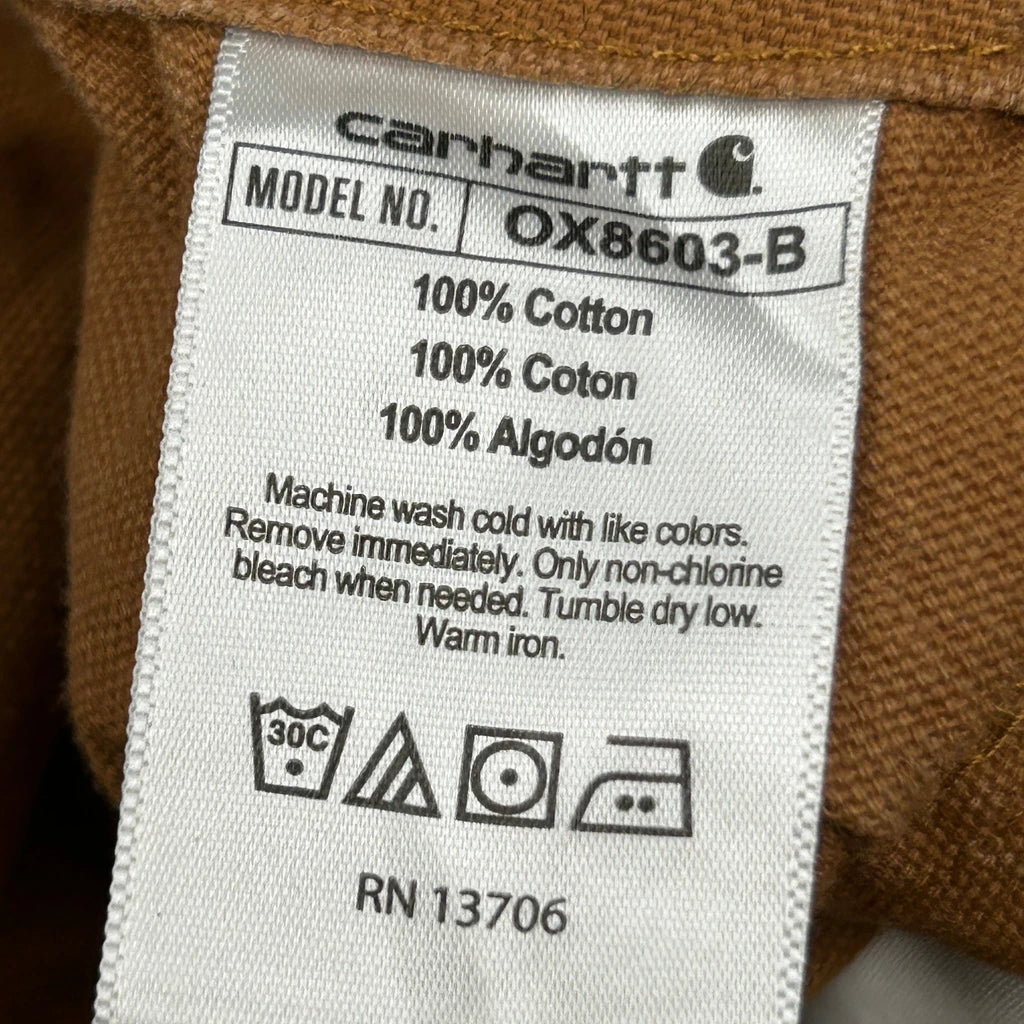 carhartt
MODEL NO. OX8603-B
100% Cotton
100% Coton
100% Algodón
Machine wash cold with like colors.
Remove immediately. Only non-chlorine
bleach when needed. Tumble dry low.
Warm iron.
30C
RN 13706